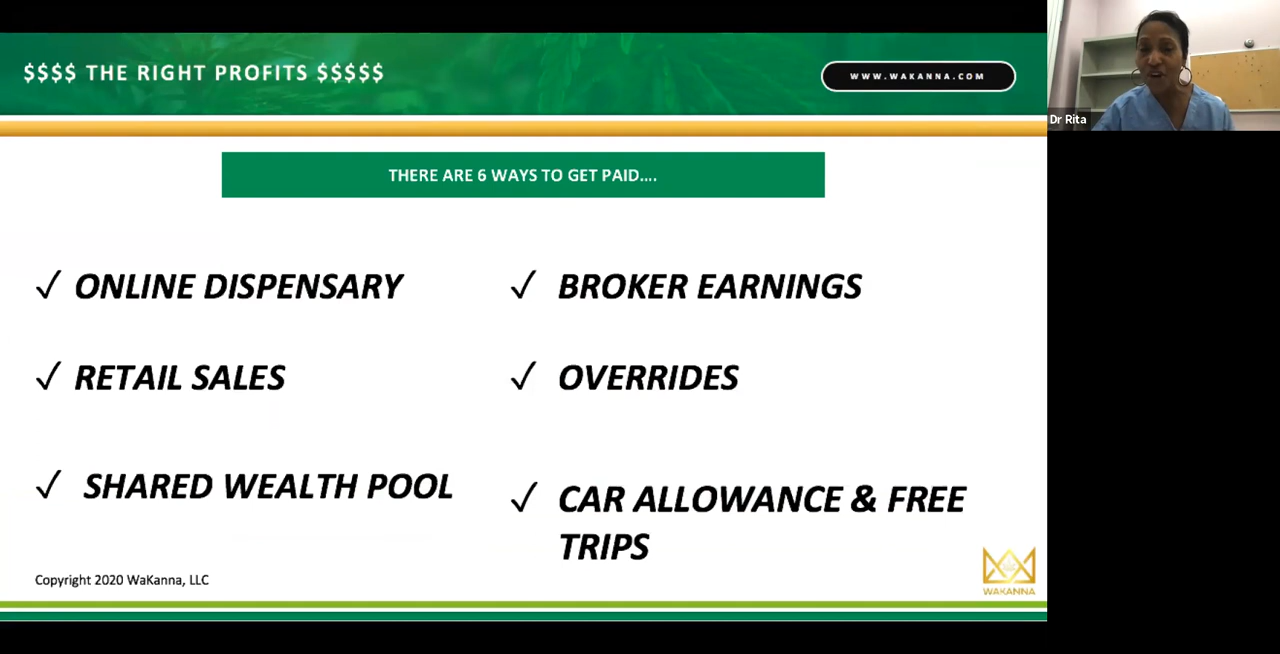 $$$$ THE RIGHT PROFITS $$$$$
WWW.WAKANNA.COM
Dr Rita
THERE ARE 6 WAYS TO GET PAID....
✓ ONLINE DISPENSARY
✓ BROKER EARNINGS
✓ RETAIL SALES
✓ OVERRIDES
✓ SHARED WEALTH POOL
✓ CAR ALLOWANCE & FREE
TRIPS
Copyright 2020 WaKanna, LLC
WAKANNA